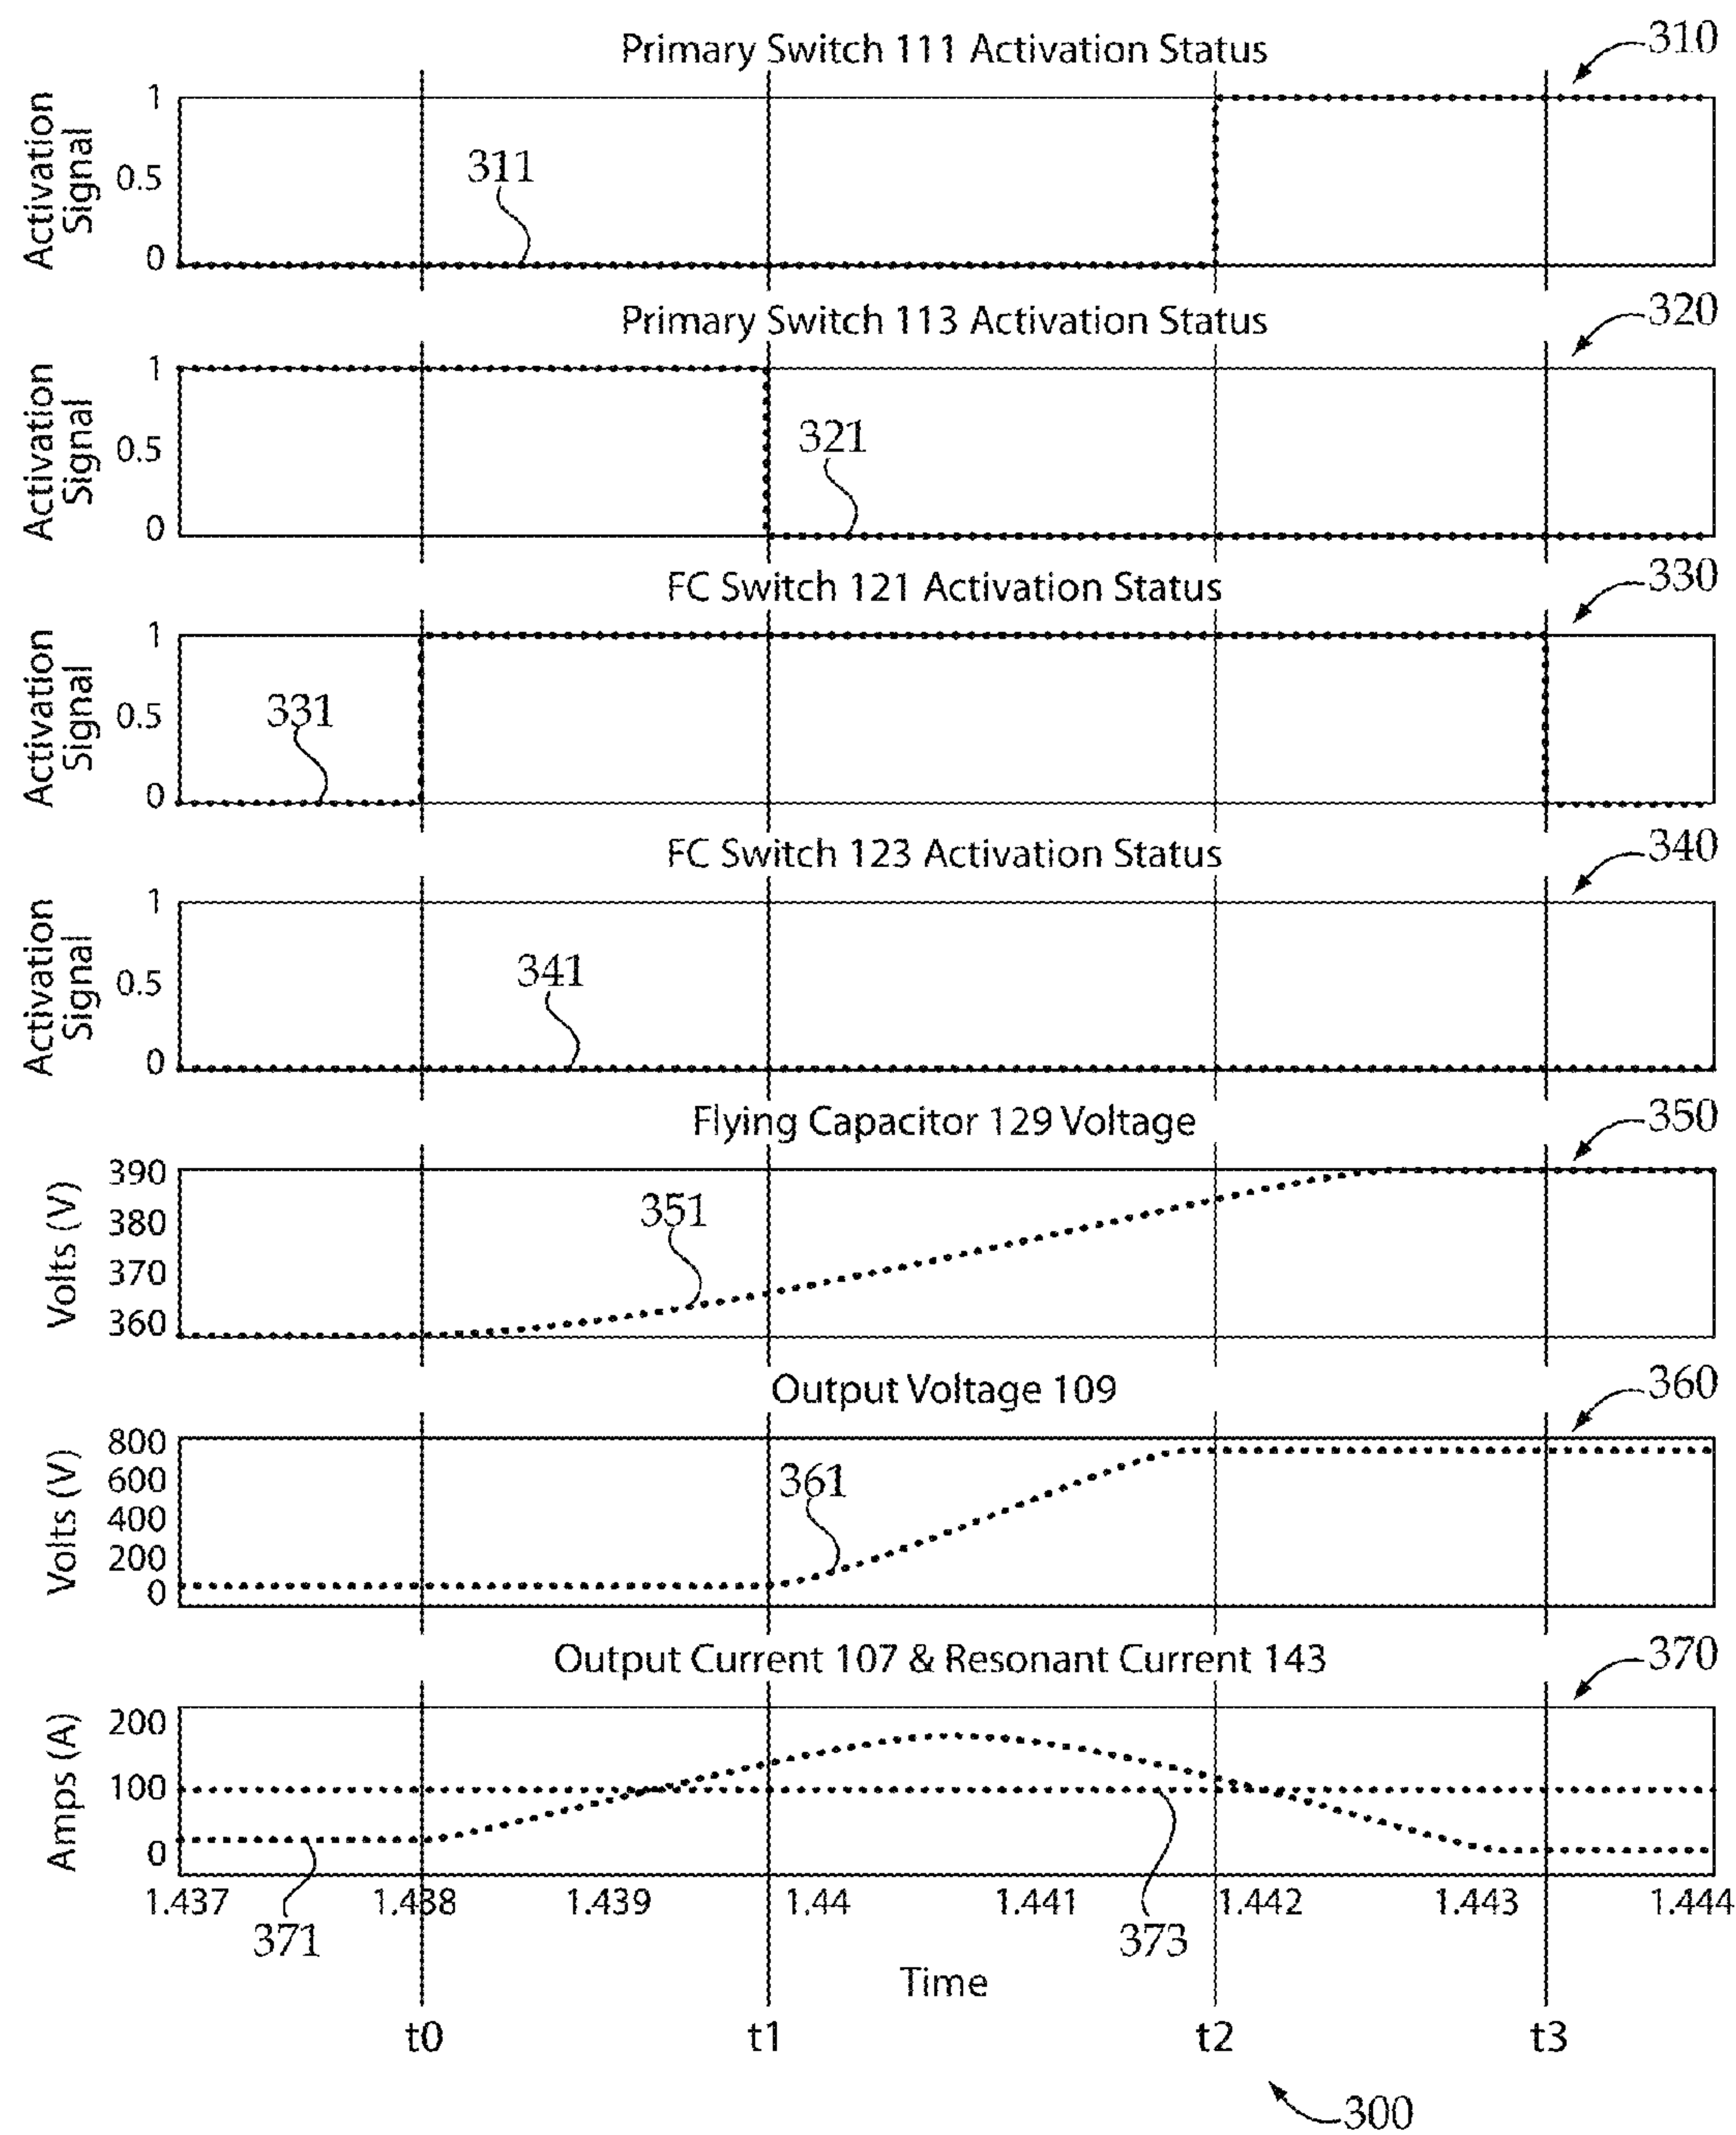 Primary Switch 111 Activation Status
310
Activation
Signal
1
0.5
0
311
Primary Switch 113 Activation Status
320
Activation
Signal
1
0.5
0
321
FC Switch 121 Activation Status
330
Activation
Signal
1
0.5
0
331
FC Switch 123 Activation Status
340
Activation
Signal
1
0.5
0
341
Flying Capacitor 129 Voltage
350
Volts (V)
390
380
370
360
351
Output Voltage 109
360
Volts (V)
800
600
400
200
0
361
Output Current 107 & Resonant Current 143
370
Amps (A)
200
100
0
1.437 1.438 1.439 1.44 1.441 1.442 1.443 1.444
371 373
Time
t0 t1 t2 t3
300